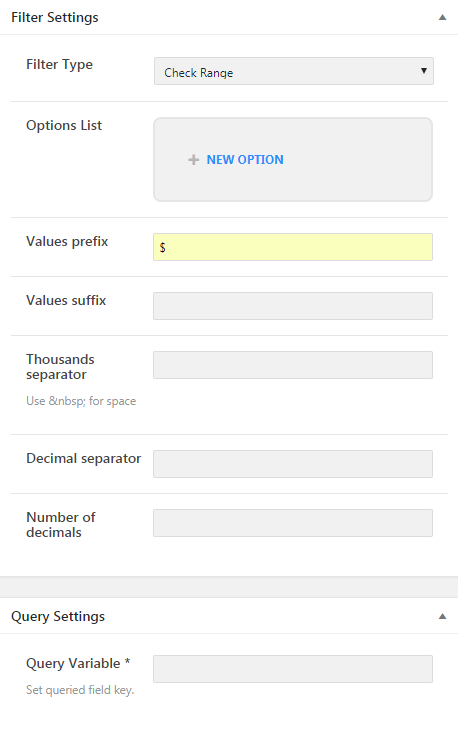 Filter Settings
Filter Type
Check Range
Options List
NEW OPTION
Values prefix
$
Values suffix
Thousands
separator
Use &nbsp; for space
Decimal separator
Number of
decimals
Query Settings
Query Variable *
Set queried field key.